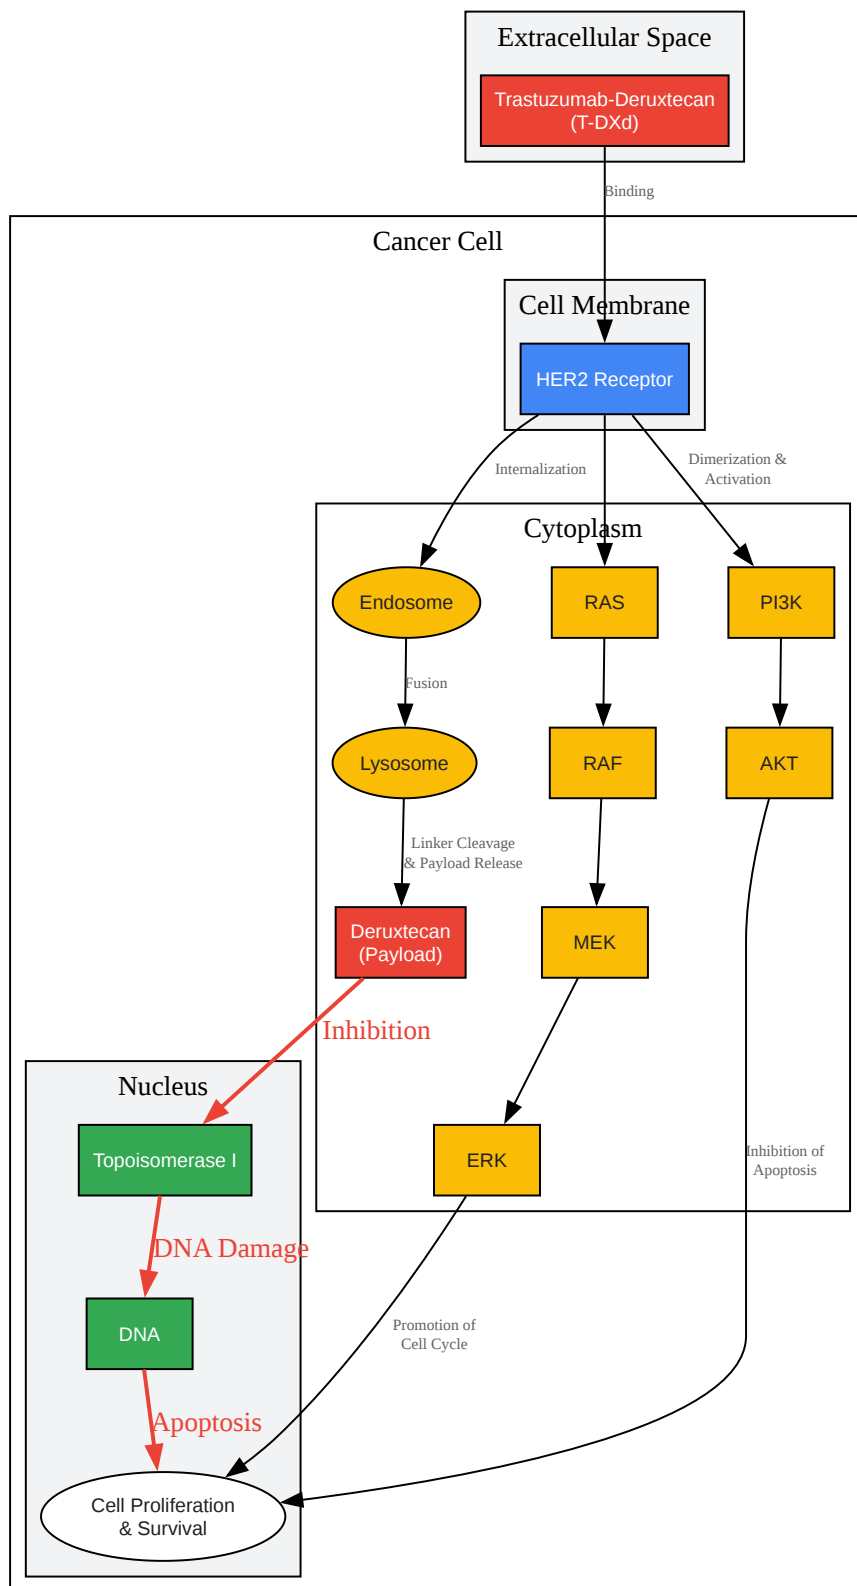 Extracellular Space
Trastuzumab-Deruxtecan
(T-DXd)
Binding
Cancer Cell
Cell Membrane
HER2 Receptor
Internalization
Dimerization &
Activation
Cytoplasm
Endosome
RAS
PI3K
Fusion
Lysosome
RAF
AKT
Linker Cleavage
& Payload Release
Deruxtecan
(Payload)
MEK
Inhibition
Nucleus
Topoisomerase I
ERK
Inhibition of
Apoptosis
DNA Damage
DNA
Promotion of
Cell Cycle
Apoptosis
Cell Proliferation
& Survival